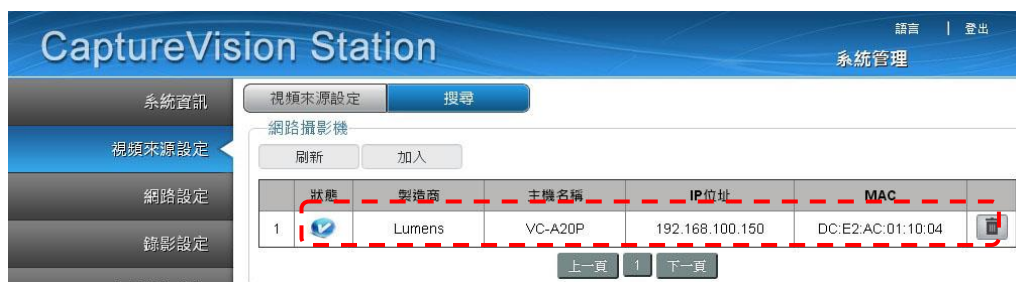 語言 | 登出
CaptureVision Station
系統管理
系統資訊
視頻來源設定 搜尋
網路攝影機
視頻來源設定
刷新 加入
網路設定
狀態 製造商 主機名稱 IP位址 MAC
1 Lumens VC-A20P 192.168.100.150 DC:E2:AC:01:10:04
錄影設定
上一頁 1 下一頁